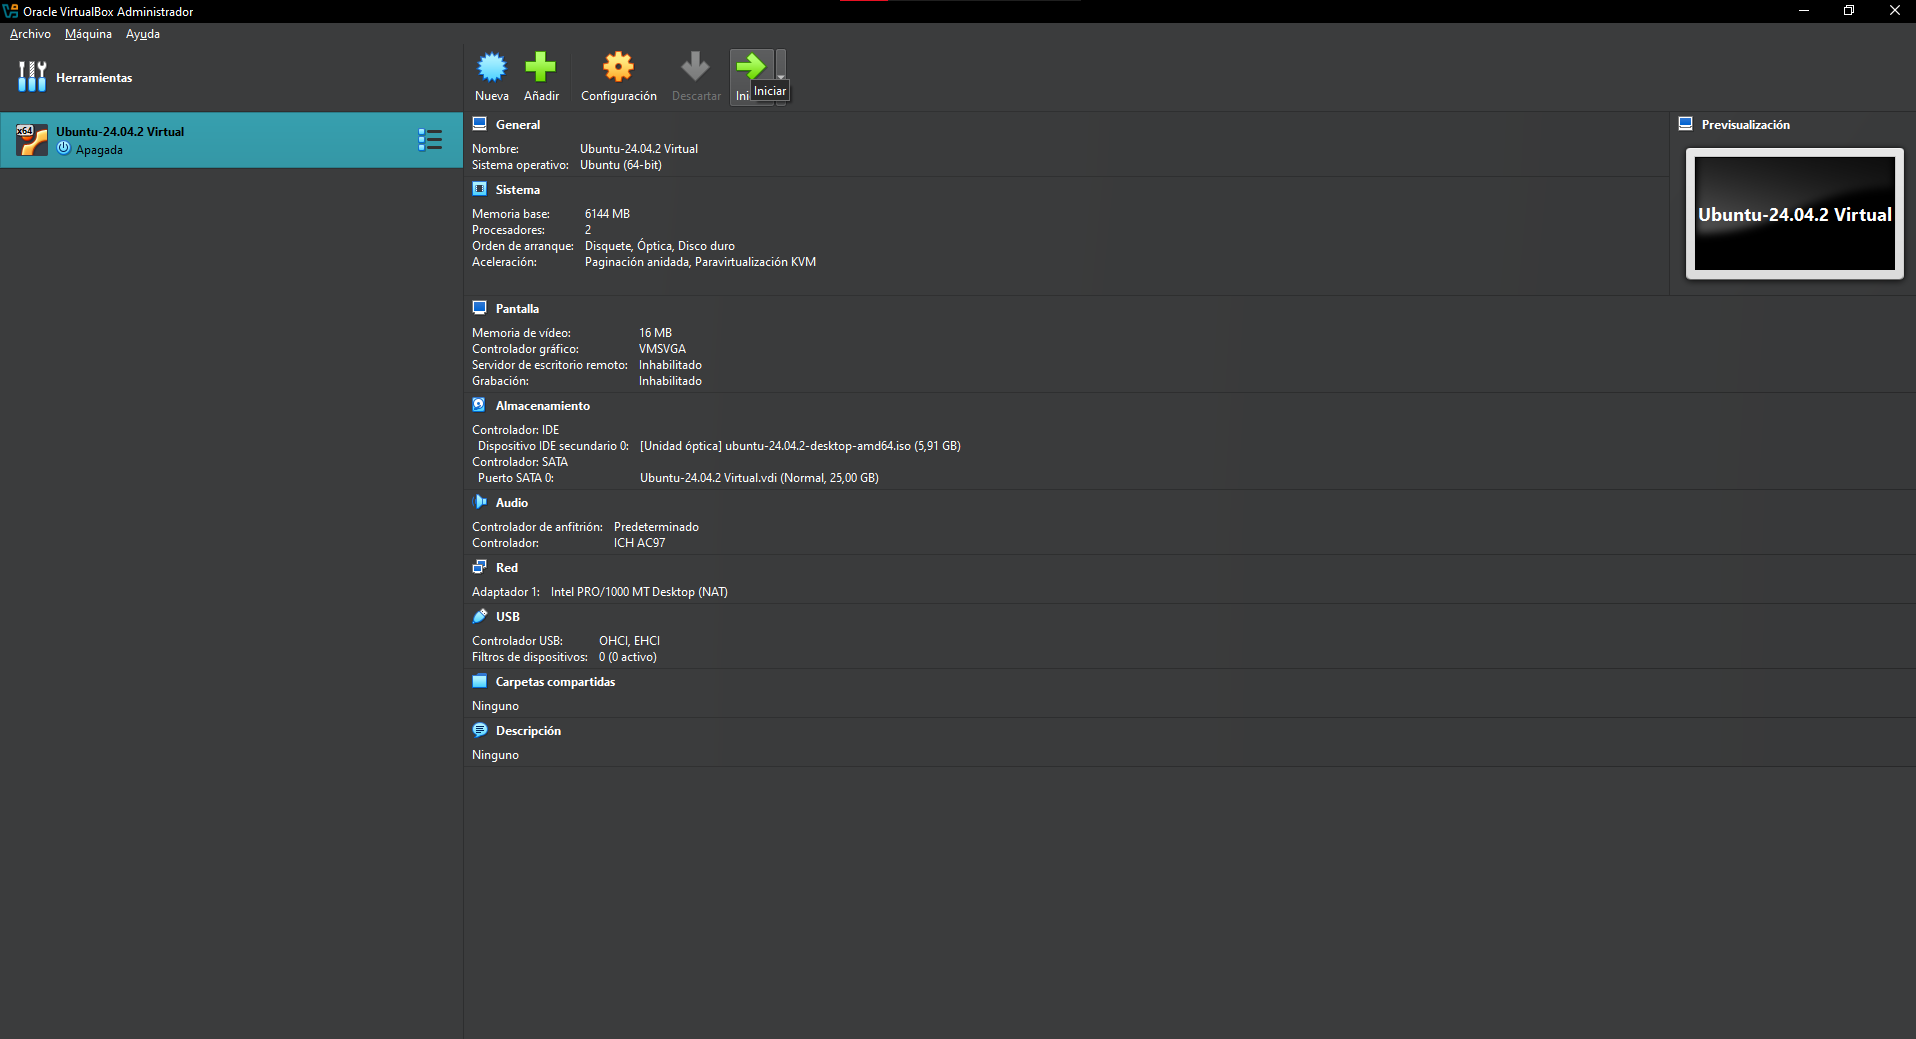 Oracle VirtualBox Administrador
Archivo Máquina Ayuda
Herramientas
Nueva Añadir Configuración Descartar Ini
Iniciar
Ubuntu-24.04.2 Virtual
Apagada
x64
General
Nombre: Ubuntu-24.04.2 Virtual
Sistema operativo: Ubuntu (64-bit)
Sistema
Memoria base: 6144 MB
Procesadores: 2
Orden de arranque: Disquete, Óptica, Disco duro
Aceleración: Paginación anidada, Paravirtualización KVM
Previsualización
Ubuntu-24.04.2 Virtual
Pantalla
Memoria de vídeo: 16 MB
Controlador gráfico: VMSVGA
Servidor de escritorio remoto: Inhabilitado
Grabación: Inhabilitado
Almacenamiento
Controlador: IDE
Dispositivo IDE secundario 0: [Unidad óptica] ubuntu-24.04.2-desktop-amd64.iso (5,91 GB)
Controlador: SATA
Puerto SATA 0: Ubuntu-24.04.2 Virtual.vdi (Normal, 25,00 GB)
Audio
Controlador de anfitrión: Predeterminado
Controlador: ICH AC97
Red
Adaptador 1: Intel PRO/1000 MT Desktop (NAT)
USB
Controlador USB: OHCI, EHCI
Filtros de dispositivos: 0 (0 activo)
Carpetas compartidas
Ninguno
Descripción
Ninguno